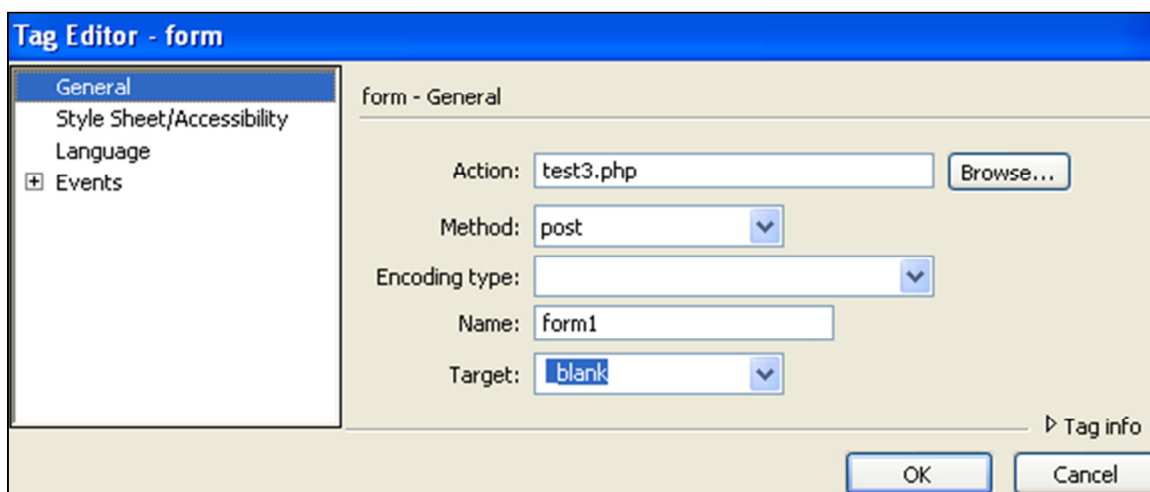 Tag Editor - form
General
Style Sheet/Accessibility
Language
Events
form - General
Action: test3.php Browse...
Method: post
Encoding type:
Name: form1
Target: _blank
Tag info
OK Cancel